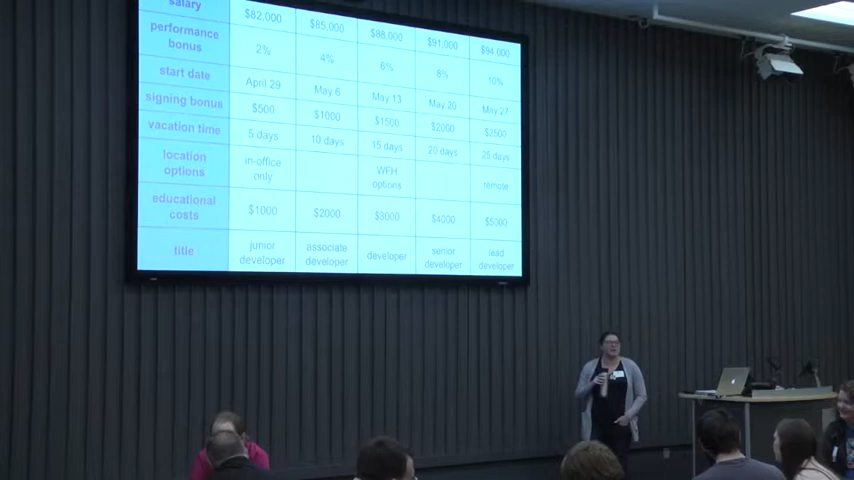 salary $82,000 $85,000 $88,000 $91,000 $94,000
performance bonus 2% 4% 6% 8% 10%
start date April 29 May 6 May 13 May 20 May 27
signing bonus $500 $1000 $1500 $2000 $2500
vacation time 5 days 10 days 15 days 20 days 25 days
location options in-office only WFH options remote
educational costs $1000 $2000 $3000 $4000 $5000
title junior developer associate developer developer senior developer lead developer